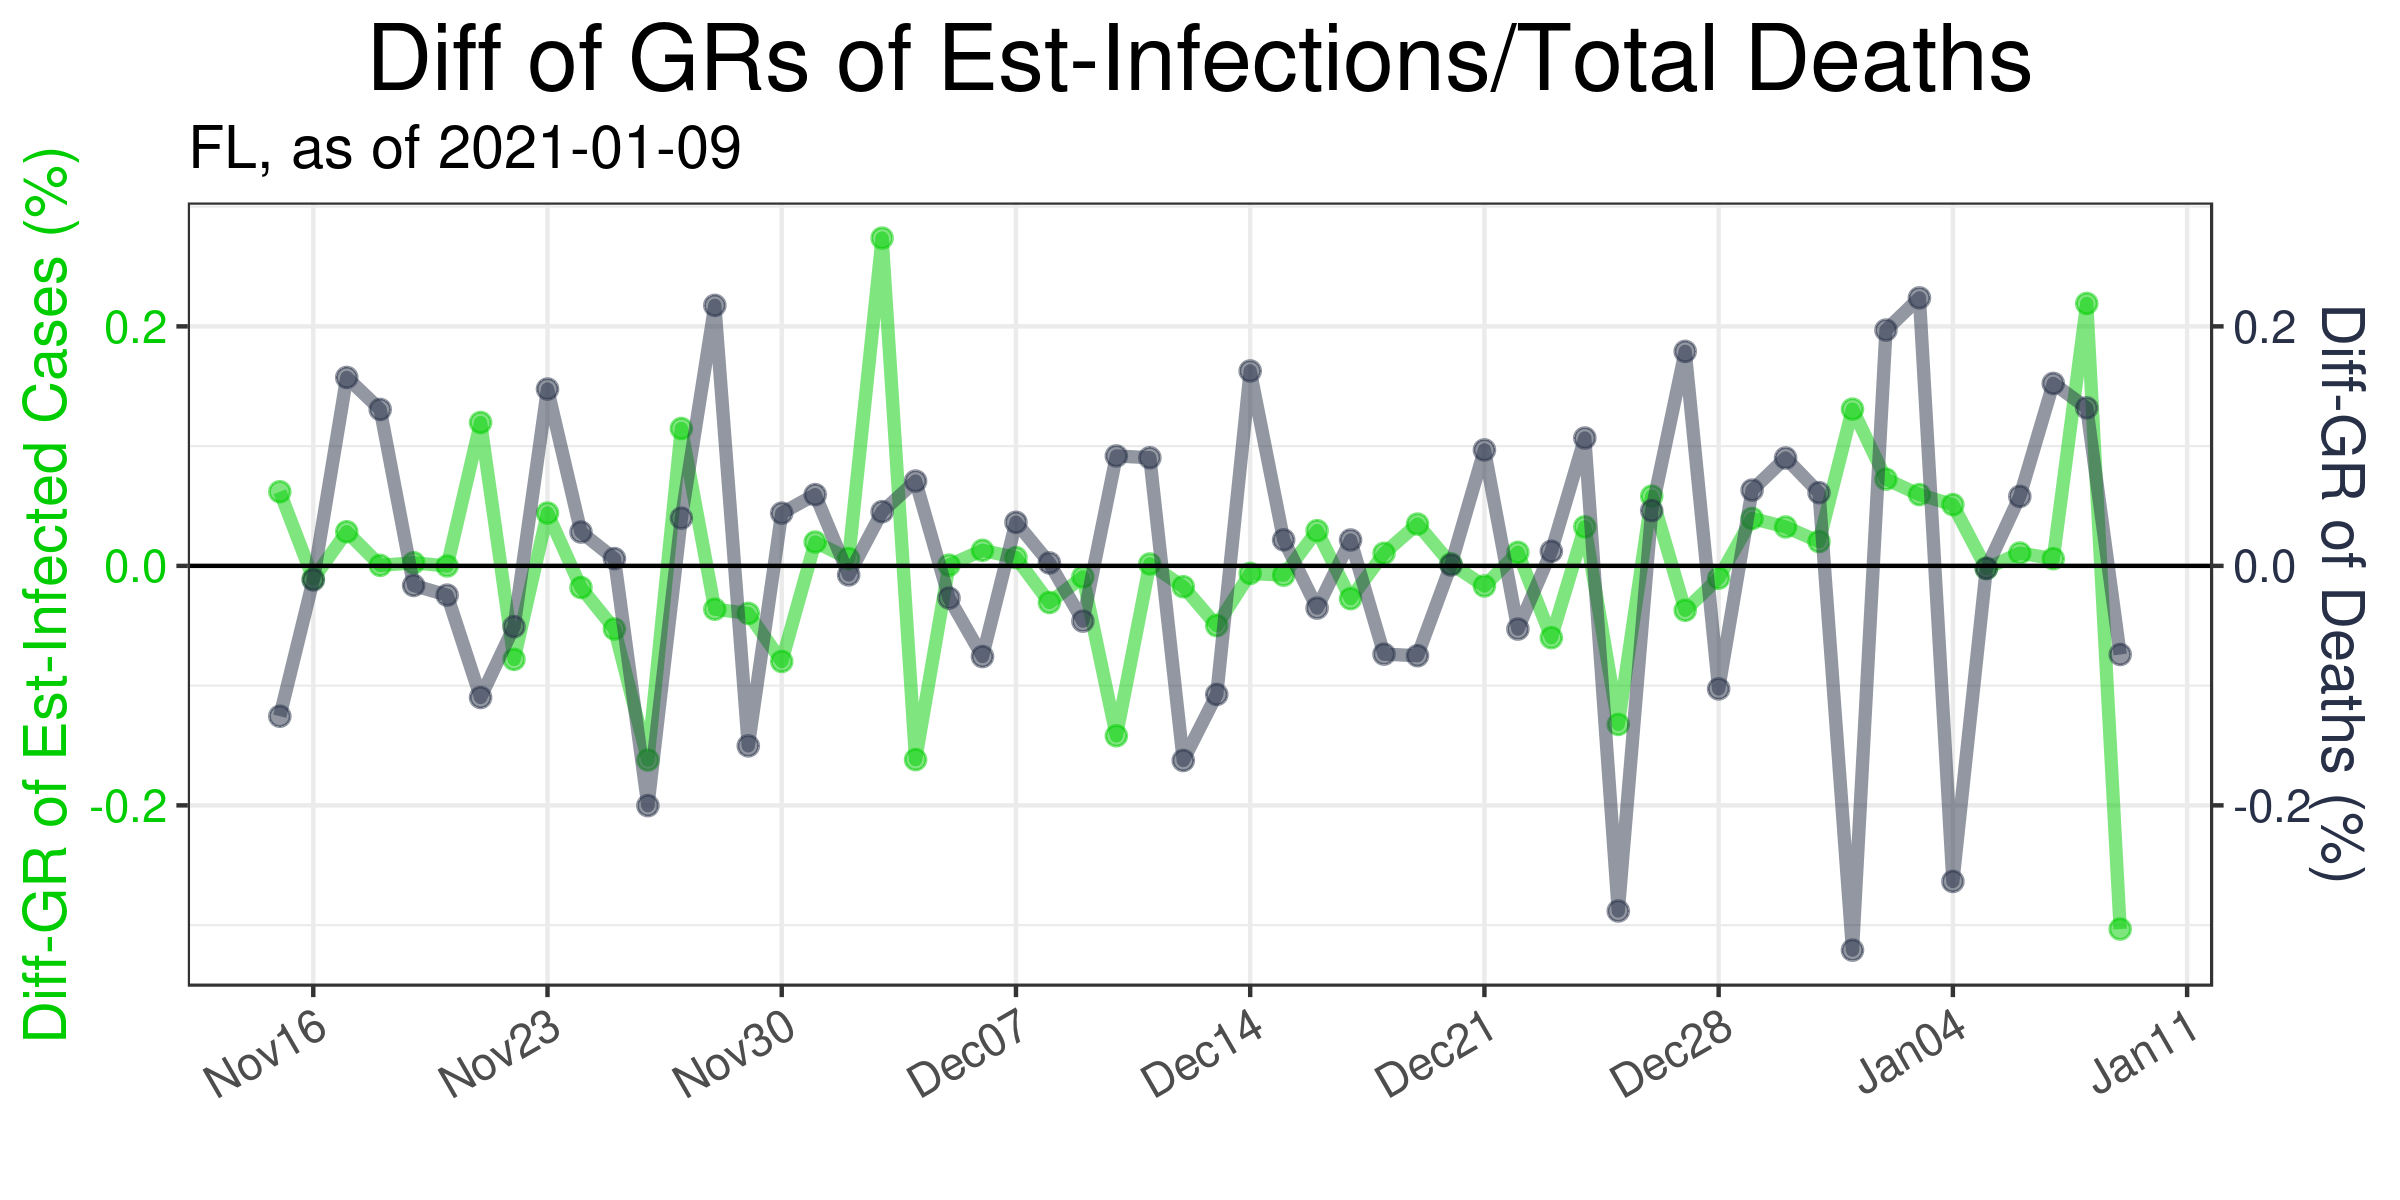 Diff of GRs of Est-Infections/Total Deaths
FL, as of 2021-01-09
Diff-GR of Est-Infected Cases (%)
0.2
0.0
-0.2
0.2
0.0
-0.2
Diff-GR of Deaths (%)
Nov16
Nov23
Nov30
Dec07
Dec14
Dec21
Dec28
Jan04
Jan11